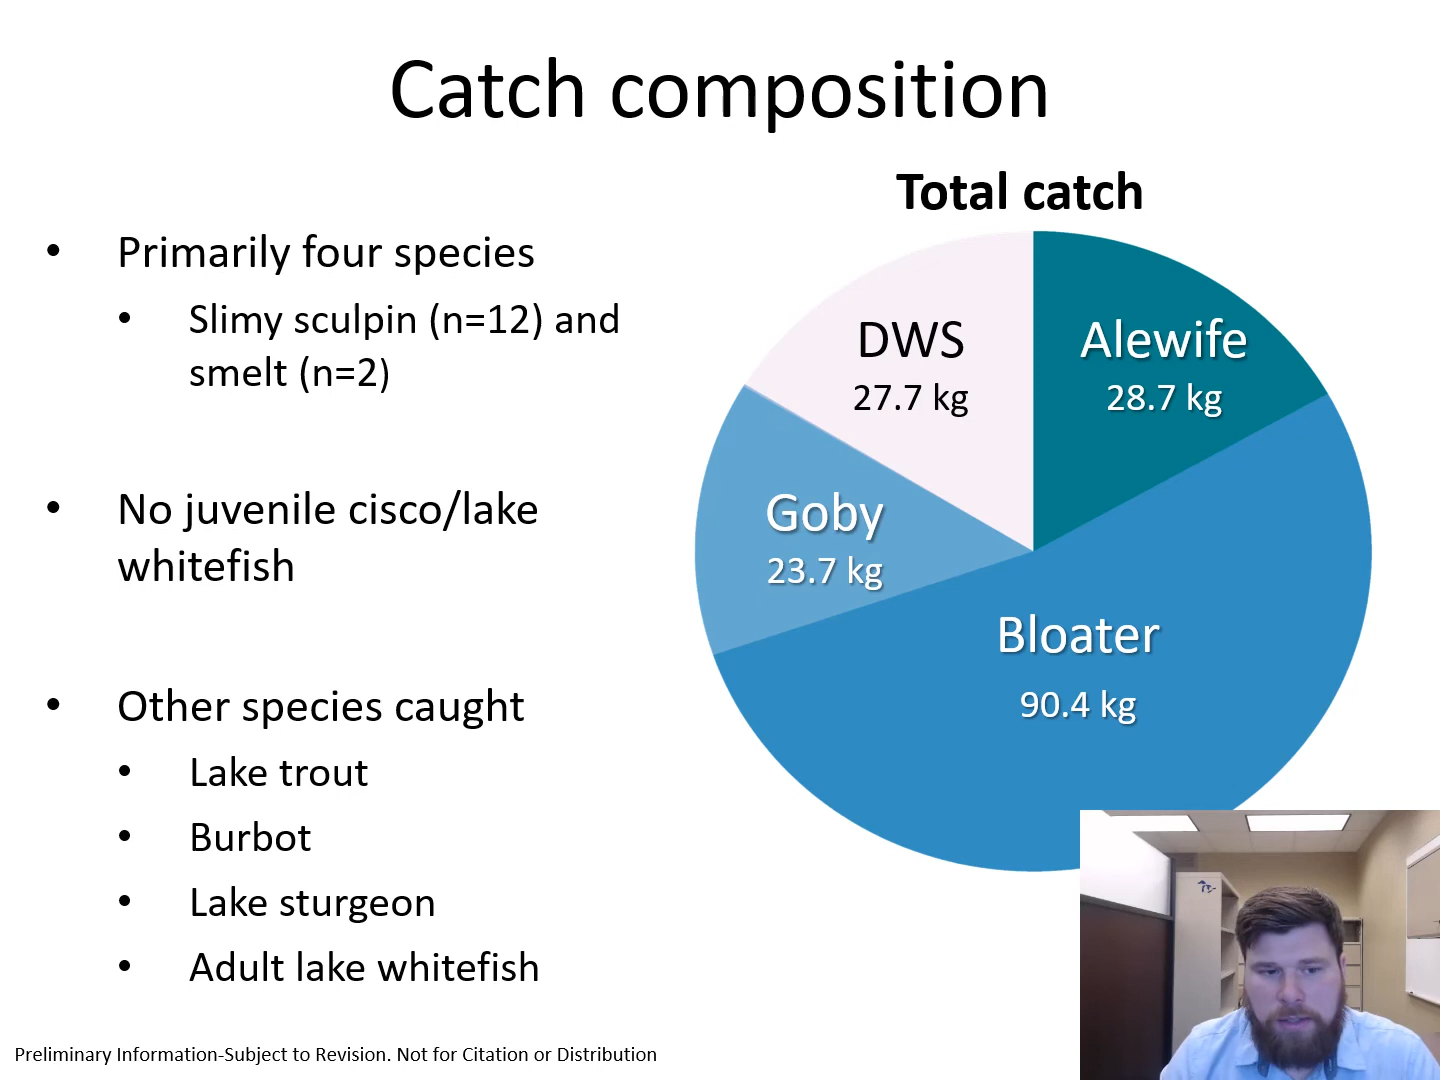 Catch composition
Total catch
• Primarily four species
• Slimy sculpin (n=12) and
smelt (n=2)
• No juvenile cisco/lake
whitefish
• Other species caught
• Lake trout
• Burbot
• Lake sturgeon
• Adult lake whitefish
DWS
27.7 kg
Alewife
28.7 kg
Goby
23.7 kg
Bloater
90.4 kg
Preliminary Information-Subject to Revision. Not for Citation or Distribution